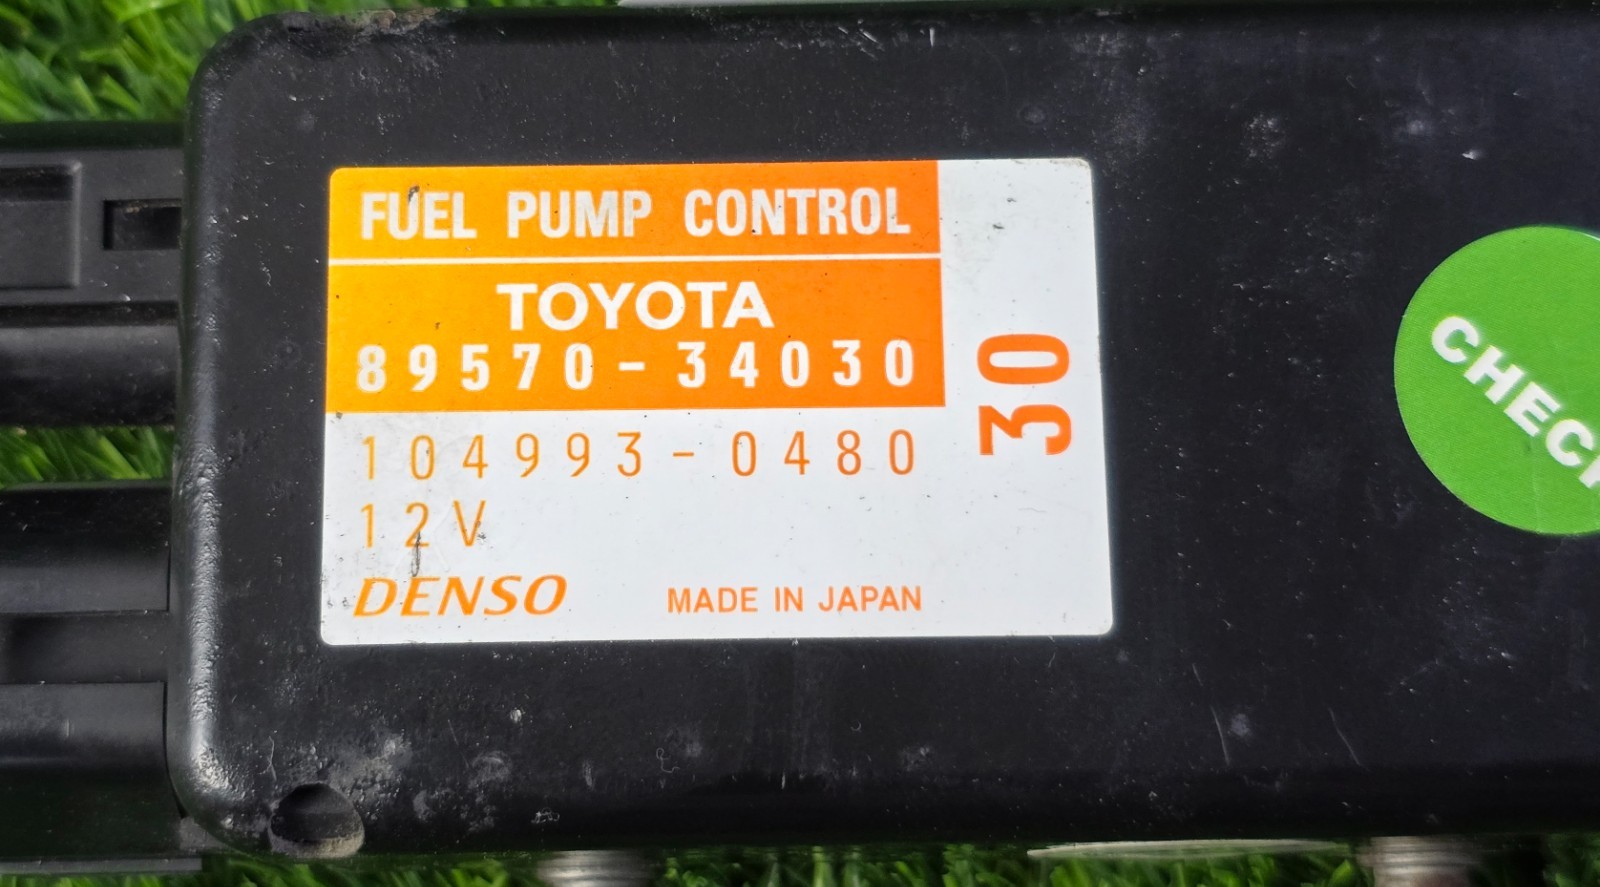 FUEL PUMP CONTROL
TOYOTA
89570-34030
30
104993-0480
12V
DENSO
MADE IN JAPAN
CHEC